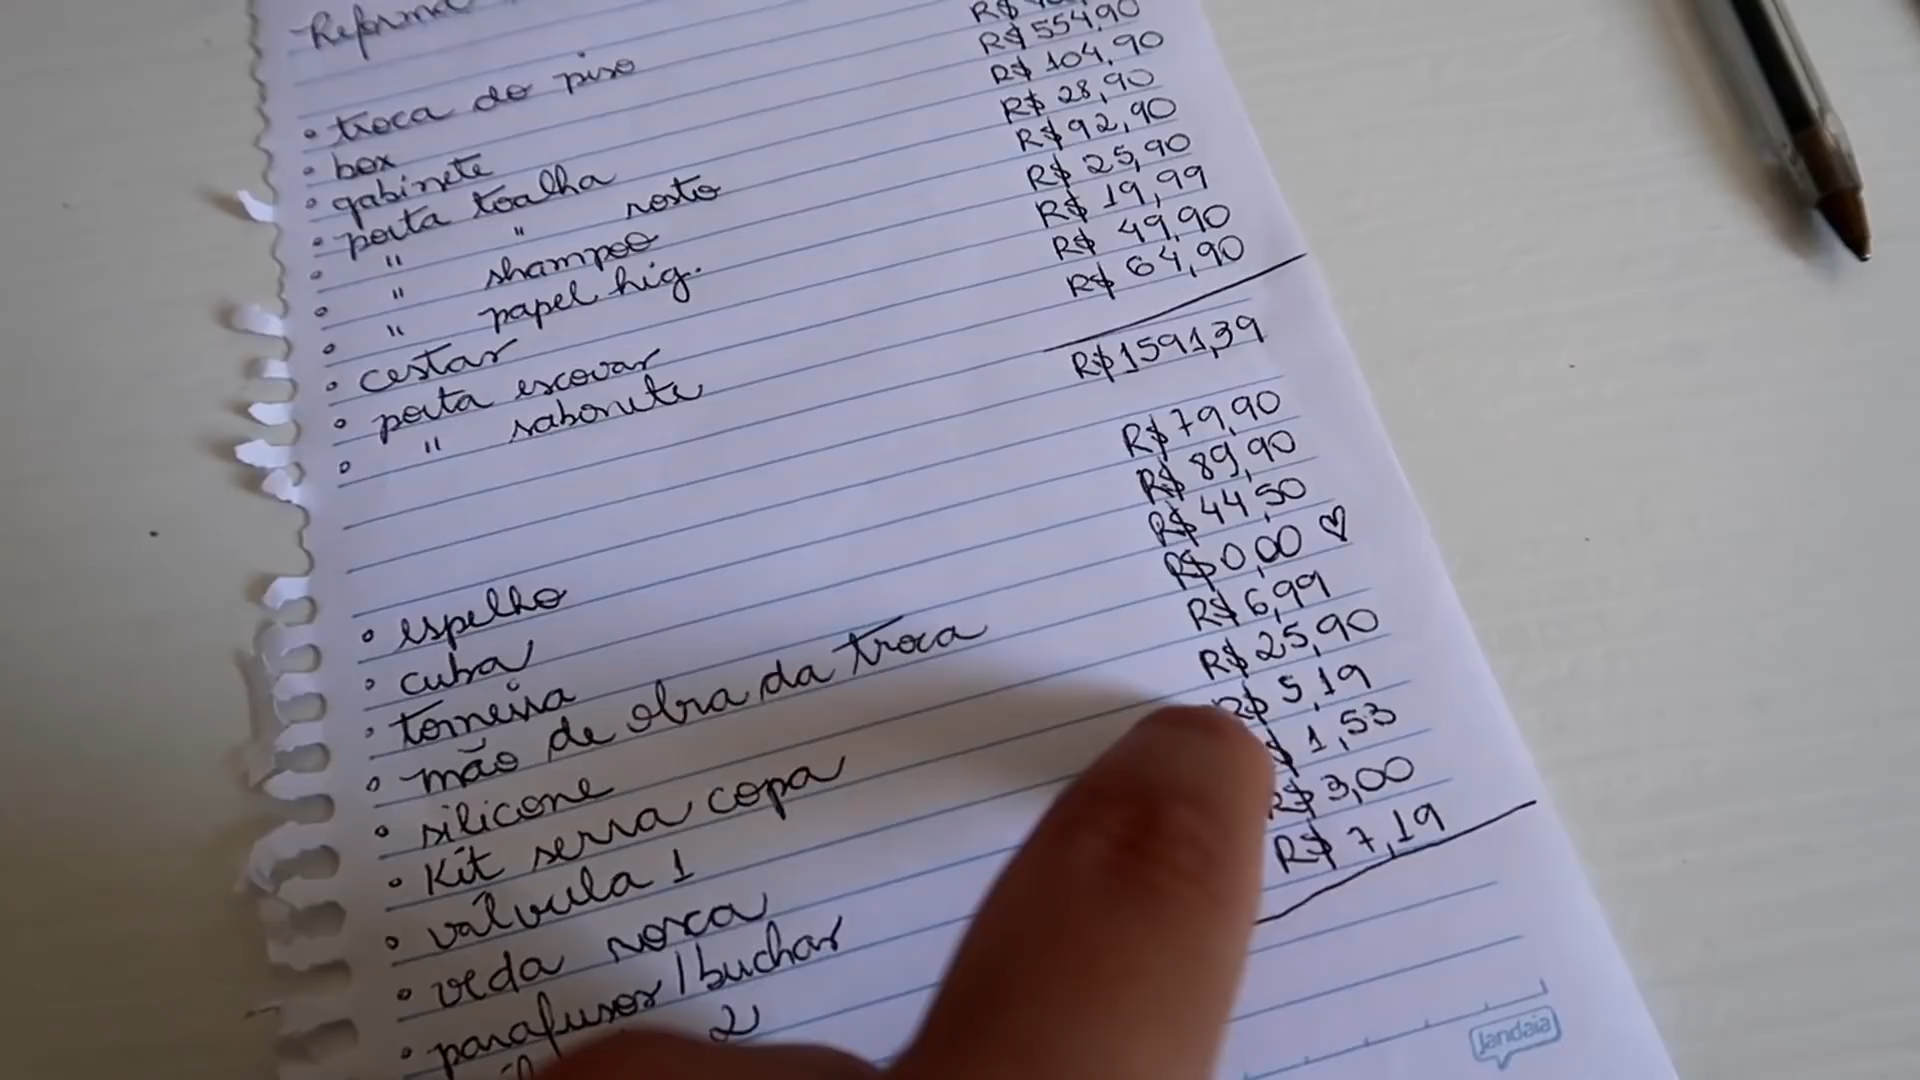 -Reforma
• troca do piso
• box R$
• gabinete R$ 554,90
• porta toalha R$ 104,90
• " rosto R$ 28,90
• " shampoo R$ 92,90
• " papel hig. R$ 25,90
• cestas R$ 19,99
• porta escovas R$ 49,90
• " sabonete R$ 64,90
R$ 1591,39
• espelho R$ 79,90
• cuba R$ 89,90
• torneira R$ 44,50
• mão de obra da troca R$ 0,00 ♡
• silicone R$ 6,99
• Kit serra copa R$ 25,90
• válvula 1 R$ 5,19
• veda rosca $ 1,53
• parafusos/buchas R$ 3,00
2 R$ 7,19
jandaia